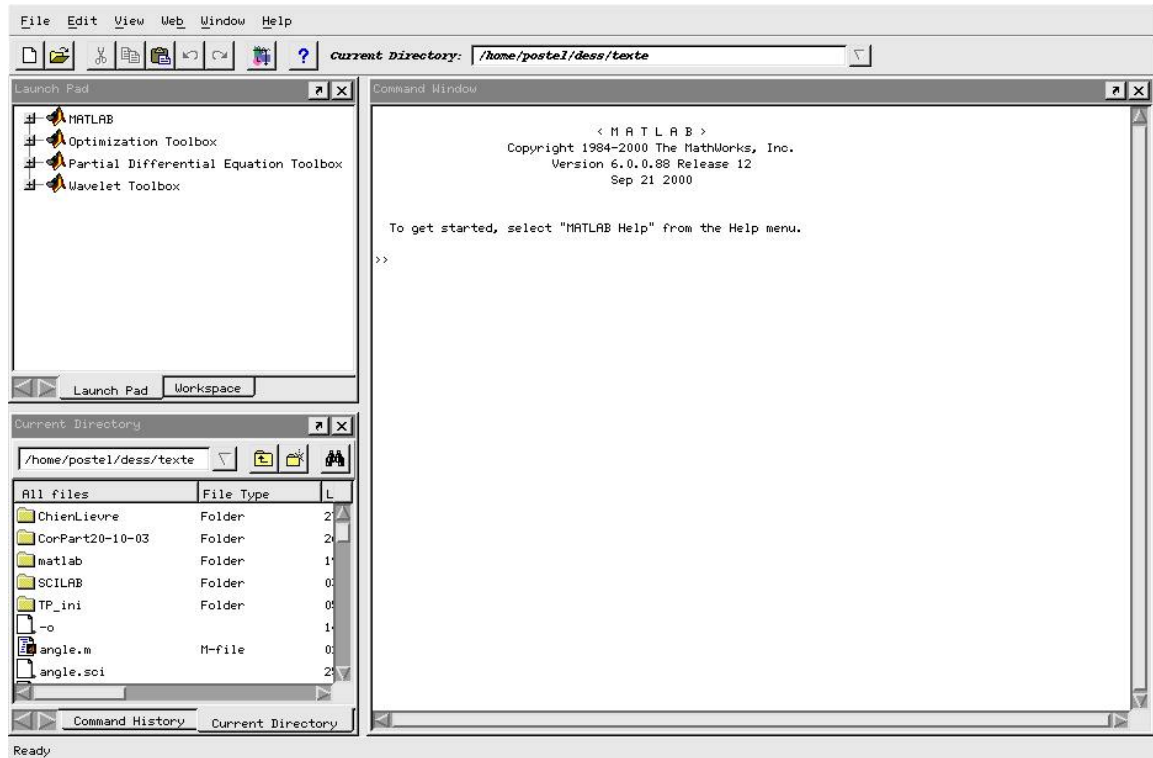 File Edit View Web Window Help
Current Directory: /home/postel/dess/texte
Launch Pad
MATLAB
Optimization Toolbox
Partial Differential Equation Toolbox
Wavelet Toolbox
Launch Pad Workspace
Current Directory
/home/postel/dess/texte
All files File Type L
ChienLievre Folder
CorPart20-10-03 Folder
matlab Folder
SCILAB Folder
TP_ini Folder
-o
angle.m M-file
angle.sci
Command History Current Directory
Ready
Command Window
< M A T L A B >
Copyright 1984-2000 The MathWorks, Inc.
Version 6.0.0.88 Release 12
Sep 21 2000
To get started, select "MATLAB Help" from the Help menu.
>>